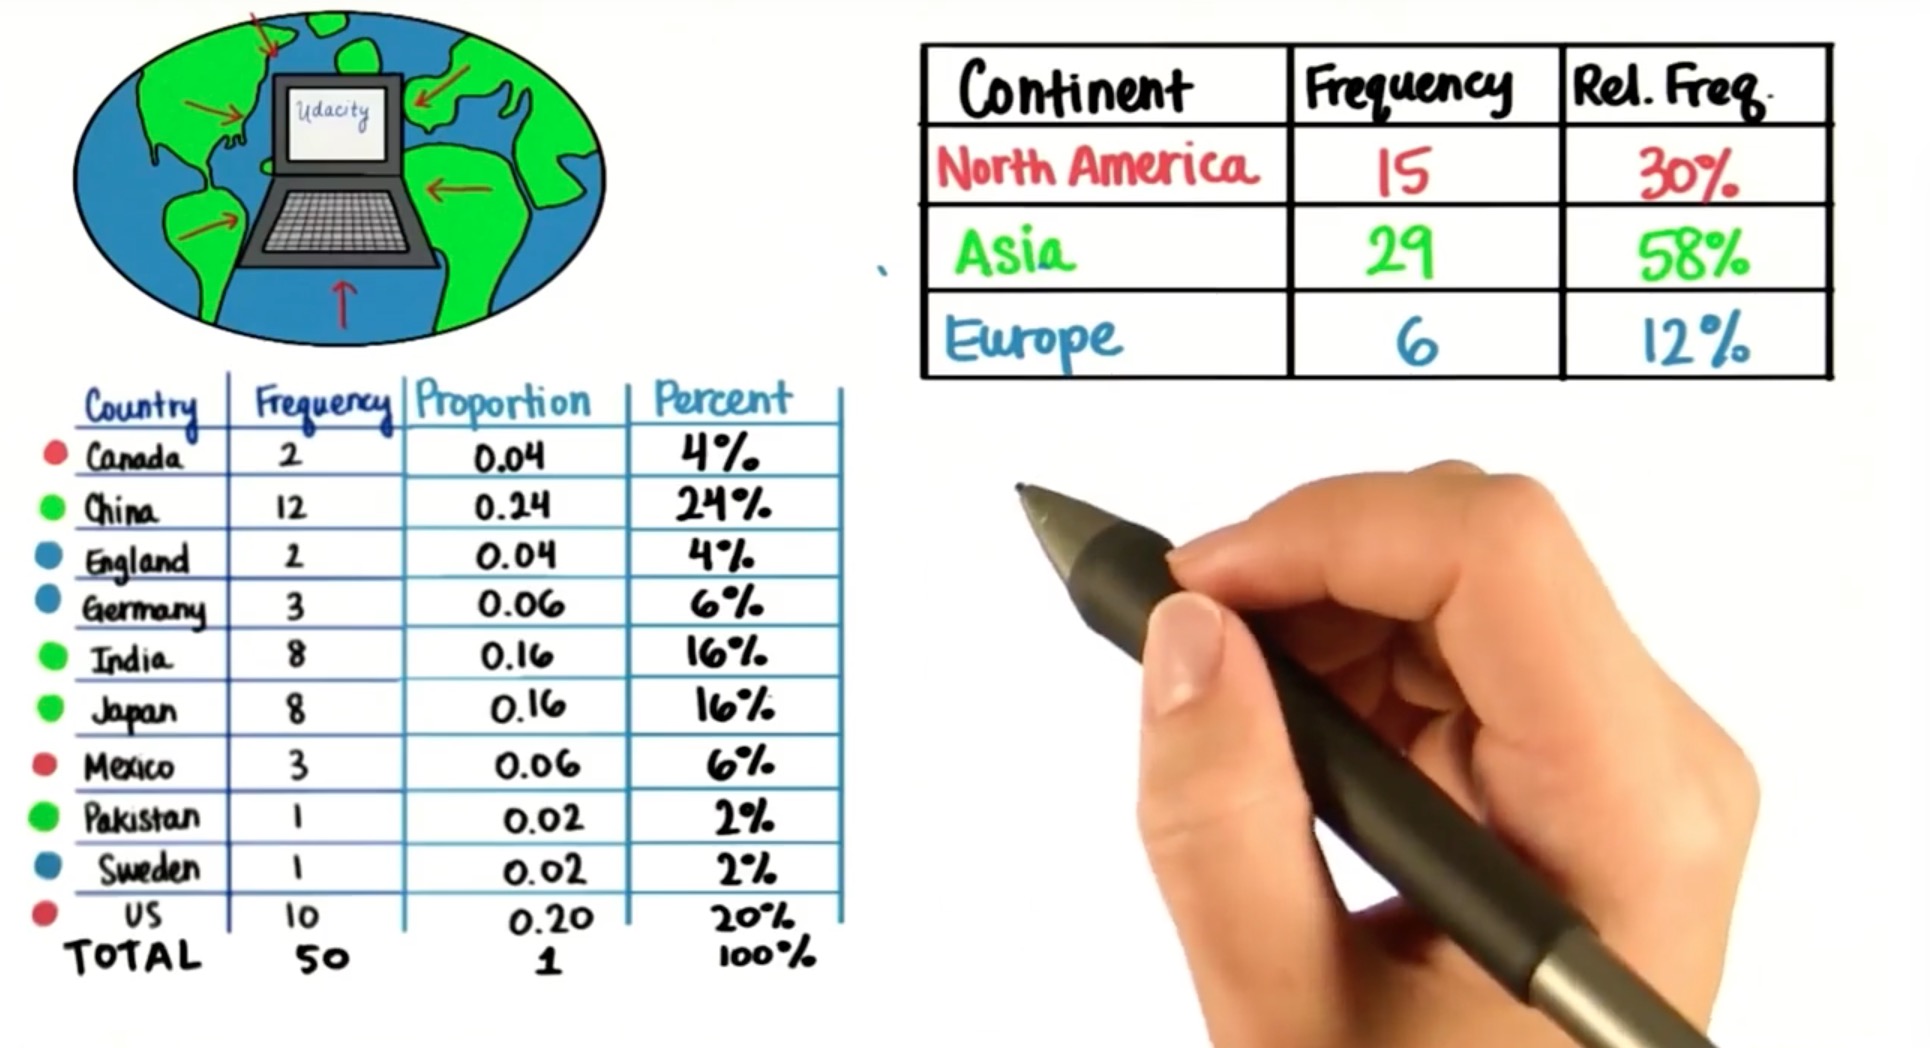 Udacity
Continent Frequency Rel. Freq.
North America 15 30%
Asia 29 58%
Europe 6 12%
Country Frequency Proportion Percent
Canada 2 0.04 4%
China 12 0.24 24%
England 2 0.04 4%
Germany 3 0.06 6%
India 8 0.16 16%
Japan 8 0.16 16%
Mexico 3 0.06 6%
Pakistan 1 0.02 2%
Sweden 1 0.02 2%
US 10 0.20 20%
TOTAL 50 1 100%